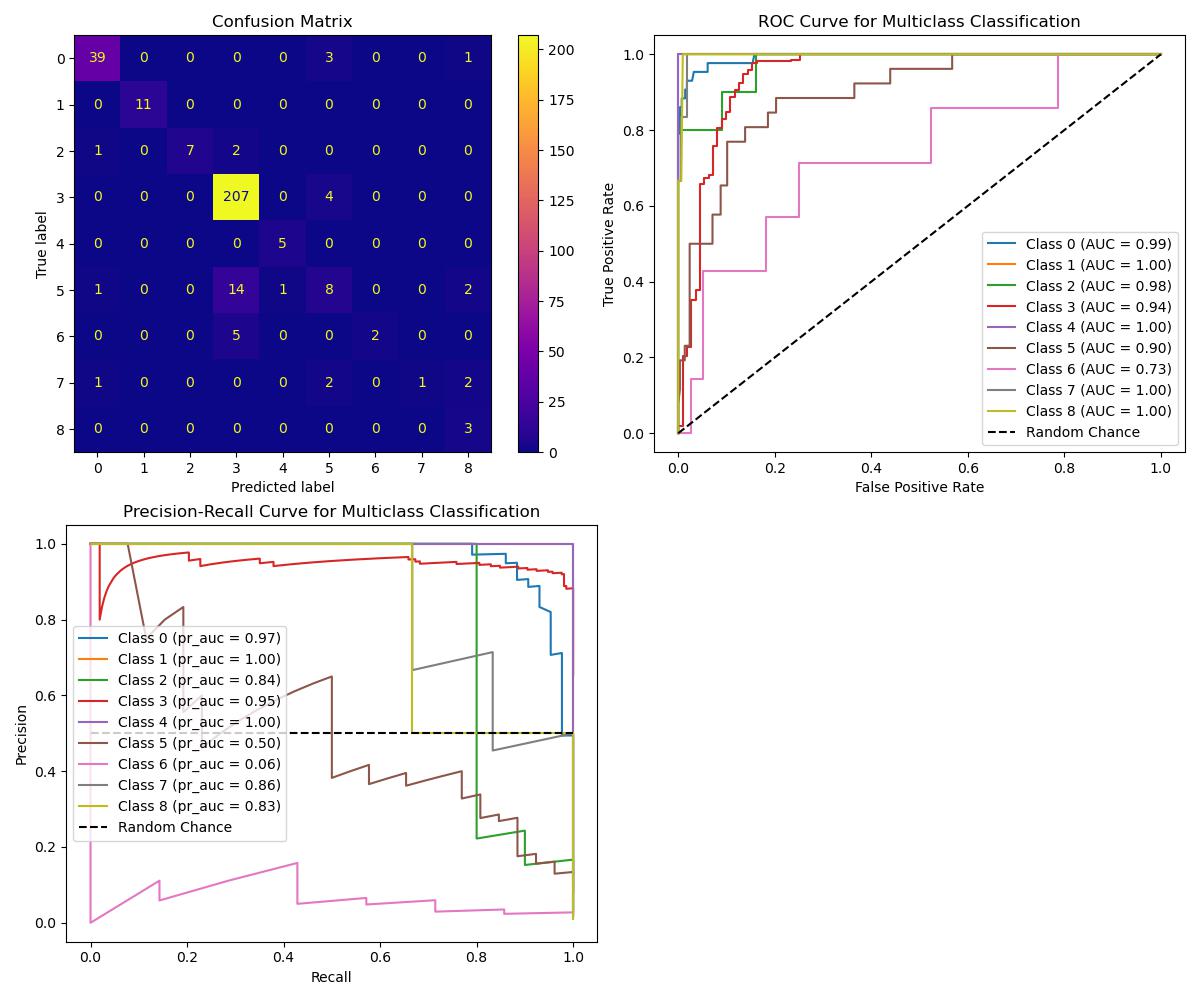 Confusion Matrix
0 39 0 0 0 0 3 0 0 1
1 0 11 0 0 0 0 0 0 0
2 1 0 7 2 0 0 0 0 0
3 0 0 0 207 0 4 0 0 0
4 0 0 0 0 5 0 0 0 0
5 1 0 0 14 1 8 0 0 2
6 0 0 0 5 0 0 2 0 0
7 1 0 0 0 0 2 0 1 2
8 0 0 0 0 0 0 0 0 3
0 1 2 3 4 5 6 7 8
True label
Predicted label
200
175
150
125
100
75
50
25
0
ROC Curve for Multiclass Classification
1.0
0.8
0.6
0.4
0.2
0.0
True Positive Rate
Class 0 (AUC = 0.99)
Class 1 (AUC = 1.00)
Class 2 (AUC = 0.98)
Class 3 (AUC = 0.94)
Class 4 (AUC = 1.00)
Class 5 (AUC = 0.90)
Class 6 (AUC = 0.73)
Class 7 (AUC = 1.00)
Class 8 (AUC = 1.00)
Random Chance
0.0 0.2 0.4 0.6 0.8 1.0
False Positive Rate
Precision-Recall Curve for Multiclass Classification
1.0
0.8
0.6
0.4
0.2
0.0
Precision
Class 0 (pr_auc = 0.97)
Class 1 (pr_auc = 1.00)
Class 2 (pr_auc = 0.84)
Class 3 (pr_auc = 0.95)
Class 4 (pr_auc = 1.00)
Class 5 (pr_auc = 0.50)
Class 6 (pr_auc = 0.06)
Class 7 (pr_auc = 0.86)
Class 8 (pr_auc = 0.83)
Random Chance
0.0 0.2 0.4 0.6 0.8 1.0
Recall